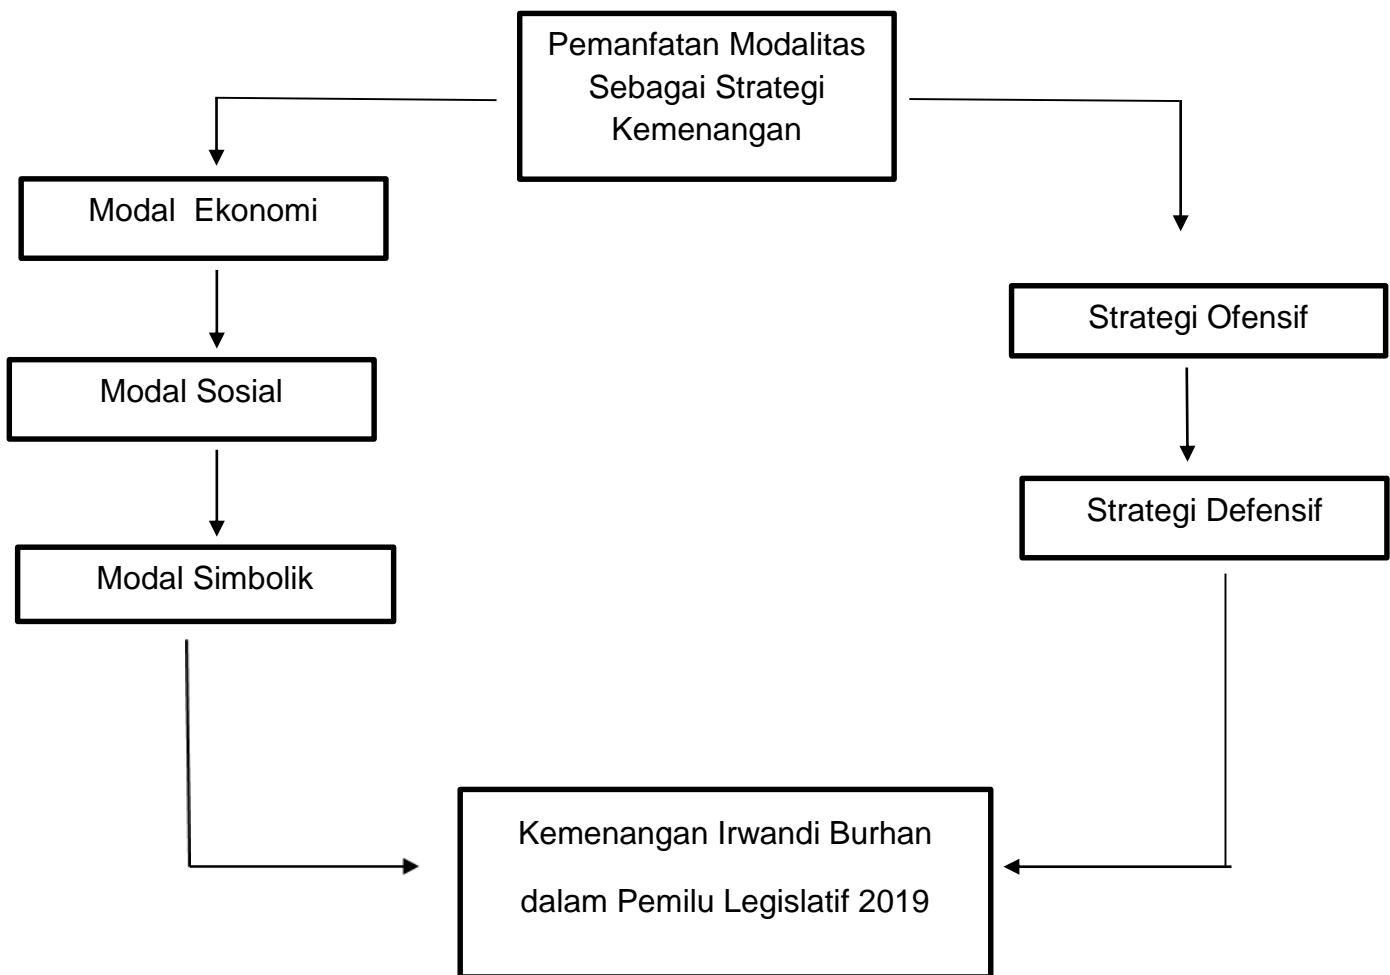 Pemanfatan Modalitas
Sebagai Strategi
Kemenangan
Modal  Ekonomi
Modal Sosial
Modal Simbolik
Strategi Ofensif
Strategi Defensif
Kemenangan Irwandi Burhan
dalam Pemilu Legislatif 2019